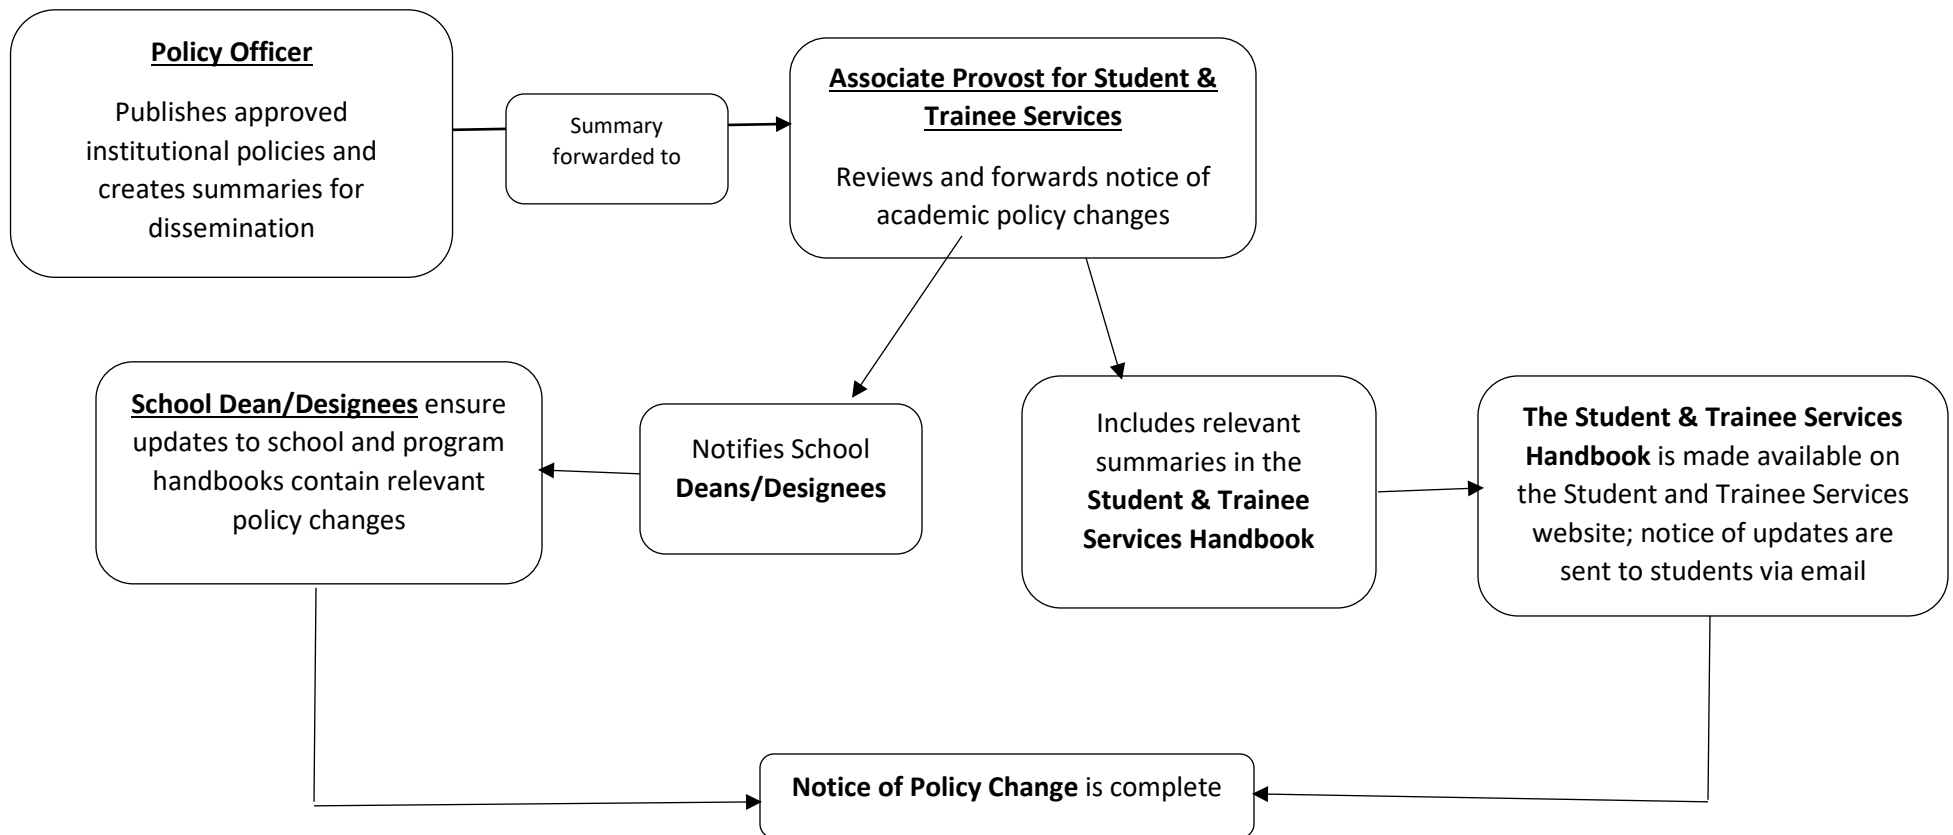 Policy Officer
Publishes approved
institutional policies and
creates summaries for
dissemination
Summary
forwarded to
Associate Provost for Student &
Trainee Services
Reviews and forwards notice of
academic policy changes
School Dean/Designees ensure
updates to school and program
handbooks contain relevant
policy changes
Notifies School
Deans/Designees
Includes relevant
summaries in the
Student & Trainee
Services Handbook
The Student & Trainee Services
Handbook is made available on
the Student and Trainee Services
website; notice of updates are
sent to students via email
Notice of Policy Change is complete